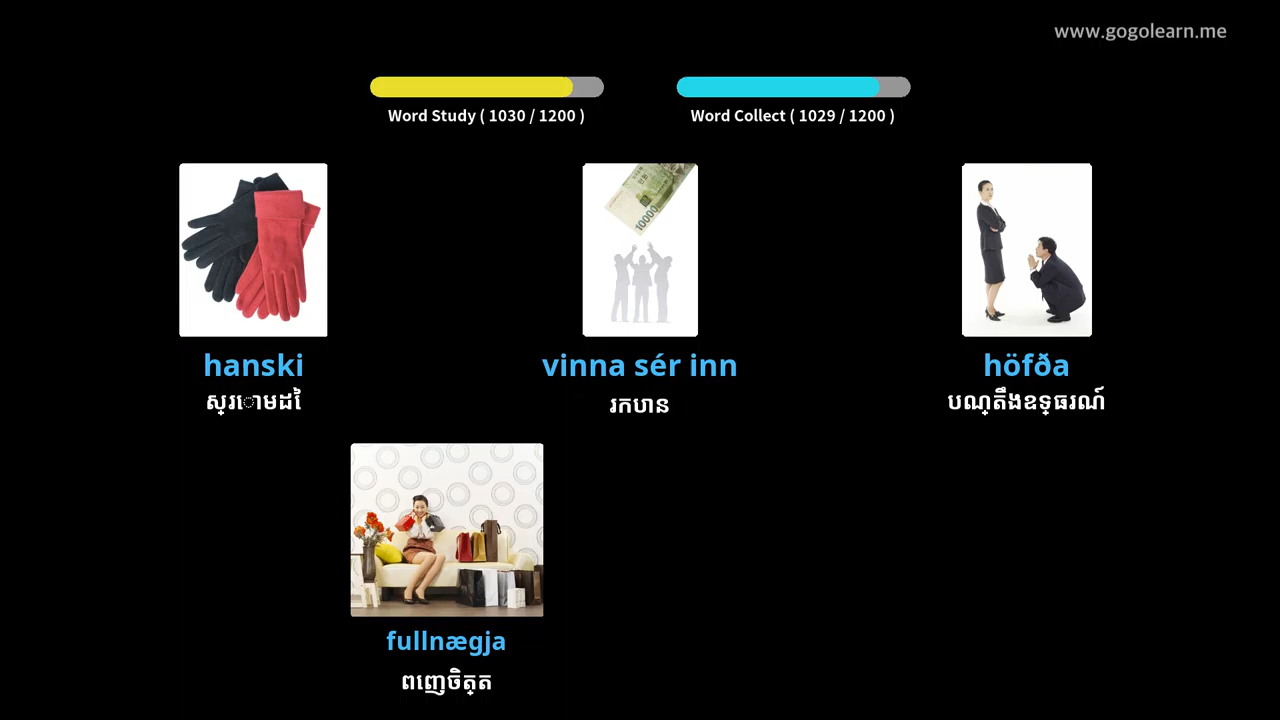 www.gogolearn.me
Word Study ( 1030 / 1200 )
Word Collect ( 1029 / 1200 )
10000
hanski
ស្រោមដៃ
vinna sér inn
រកបាន
höfða
បណ្តឹងឧទ្ធរណ៍
fullnægja
ពេញចិត្ត